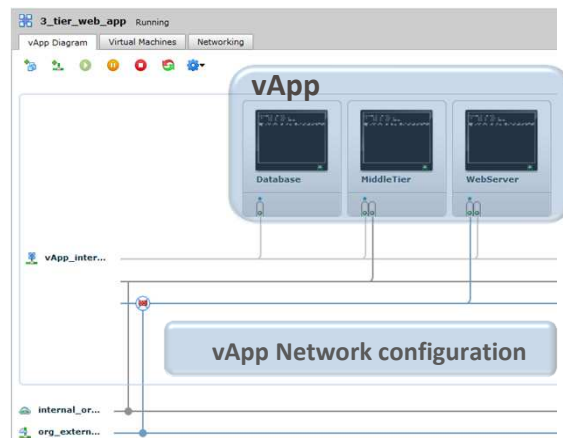 3_tier_web_app Running
vApp Diagram Virtual Machines Networking
vApp
Database MiddleTier WebServer
vApp_inter...
vApp Network configuration
internal_or...
org_extern...